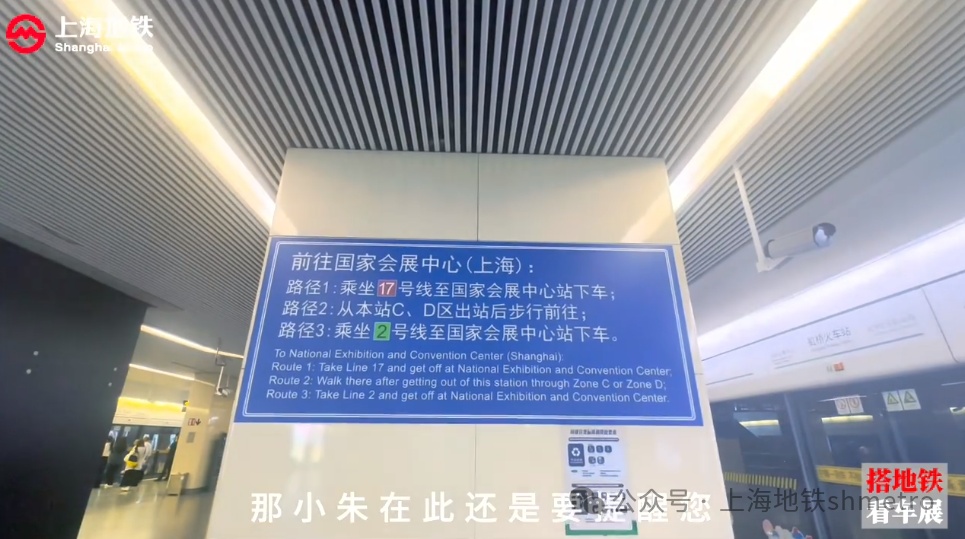 上海地铁
Shanghai Metro
前往国家会展中心(上海):
路径1:乘坐17号线至国家会展中心站下车;
路径2:从本站C、D区出站后步行前往;
路径3:乘坐2号线至国家会展中心站下车。
To National Exhibition and Convention Center (Shanghai):
Route 1: Take Line 17 and get off at National Exhibition and Convention Center;
Route 2: Walk there after getting out of this station through Zone C or Zone D;
Route 3: Take Line 2 and get off at National Exhibition and Convention Center.
虹桥火车站
那小朱在此还是要提醒您
公众号·上海地铁shmetro
搭地铁
看车展